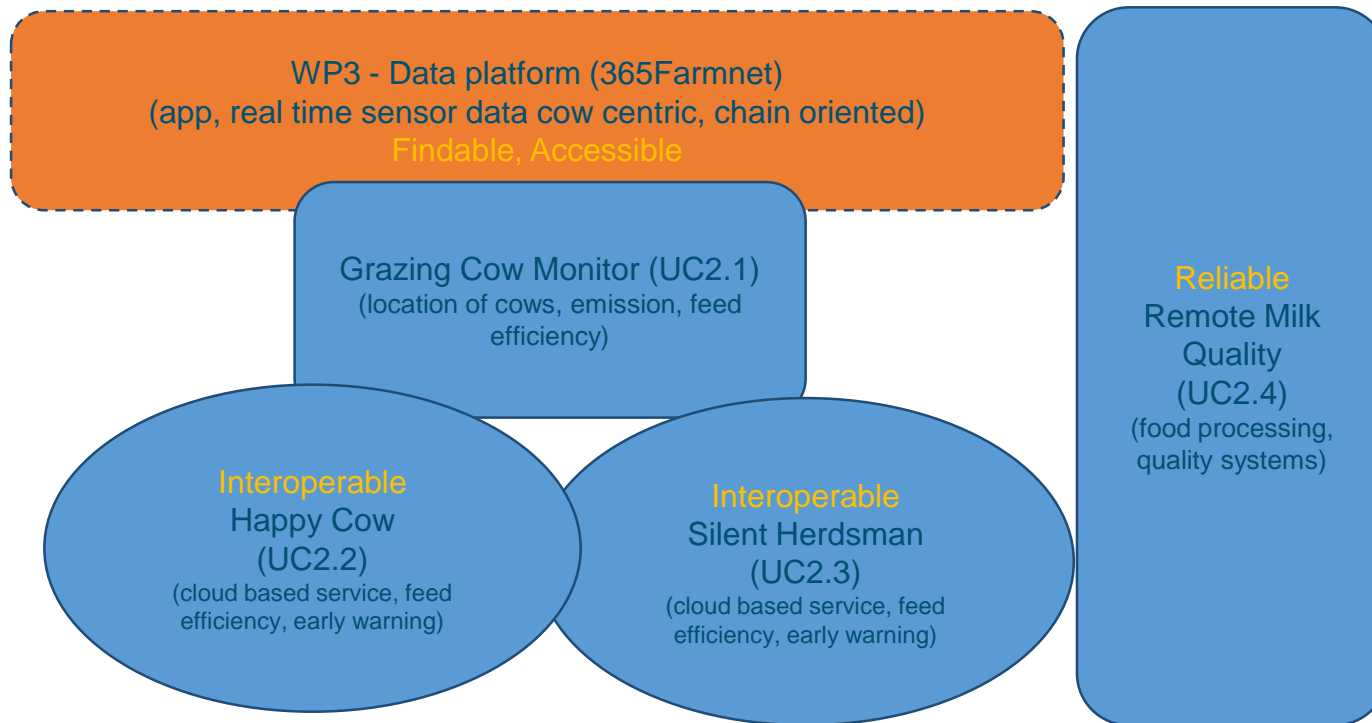 WP3 - Data platform (365Farmnet)
(app, real time sensor data cow centric, chain oriented)
Findable, Accessible
Grazing Cow Monitor (UC2.1)
(location of cows, emission, feed
efficiency)
Interoperable
Happy Cow
(UC2.2)
(cloud based service, feed
efficiency, early warning)
Interoperable
Silent Herdsman
(UC2.3)
(cloud based service, feed
efficiency, early warning)
Reliable
Remote Milk
Quality
(UC2.4)
(food processing,
quality systems)